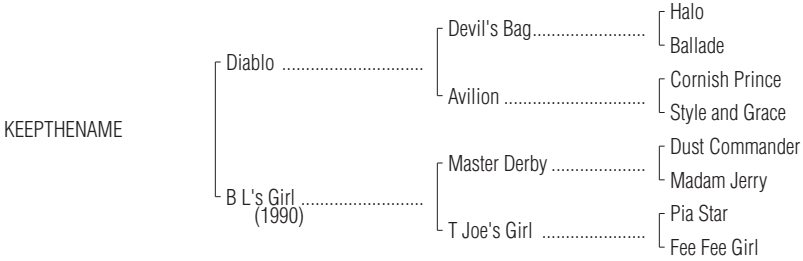 Halo
Devil's Bag..........................
Ballade
Diablo ................................
Cornish Prince
Avilion ................................
Style and Grace
KEEPTHENAME
Dust Commander
Master Derby .....................
Madam Jerry
B L's Girl ............................
(1990)
Pia Star
T Joe's Girl .......................
Fee Fee Girl